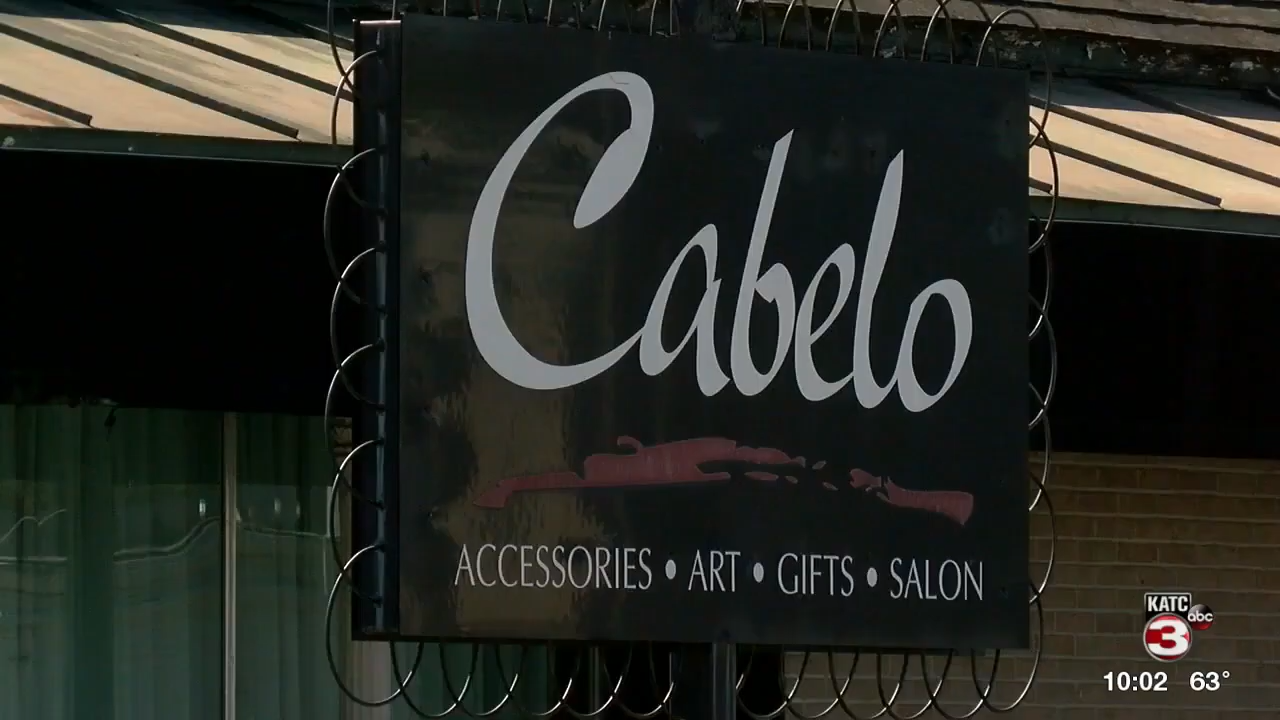 Cabelo
ACCESSORIES • ART • GIFTS • SALON
KATC
abc
3
10:02 63°